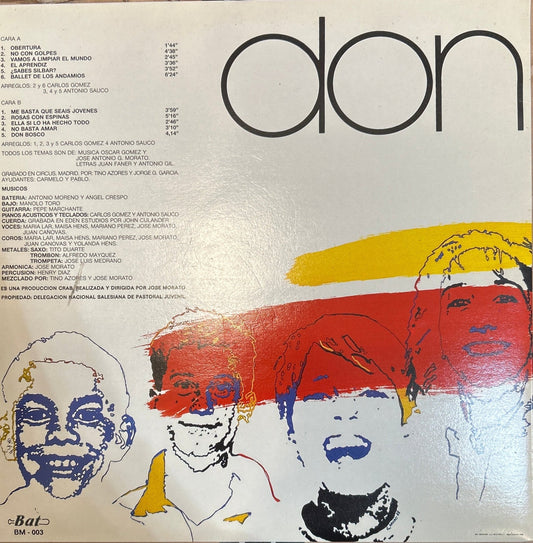 don
CARA A
1. OBERTURA 1'44"
2. NO CON GOLPES 4'38"
3. VAMOS A LIMPIAR EL MUNDO 2'45"
4. EL APRENDIZ 3'36"
5. ¿SABES SILBAR? 3'52"
6. BALLET DE LOS ANDAMIOS 6'24"
ARREGLOS: 2 y 6 CARLOS GOMEZ
3, 4 y 5 ANTONIO SAUCO
CARA B
1. ME BASTA QUE SEAIS JOVENES 3'59"
2. ROSAS CON ESPINAS 5'16"
3. ELLA SI LO HA HECHO TODO 2'46"
4. NO BASTA AMAR 3'10"
5. DON BOSCO 4,14"
ARREGLOS: 1, 2, 3 y 5 CARLOS GOMEZ 4 ANTONIO SAUCO
TODOS LOS TEMAS SON DE: MUSICA OSCAR GOMEZ Y
JOSE ANTONIO G. MORATO.
LETRAS JUAN FANER Y ANTONIO GIL.
GRABADO EN CIRCUS. MADRID. POR: TINO AZORES Y JORGE G. GARCIA.
AYUDANTES: CARMELO Y PABLO.
MUSICOS
BATERIA: ANTONIO MORENO Y ANGEL CRESPO
BAJO: MANOLO TORO
GUITARRA: PEPE MARCHANTE
PIANOS ACUSTICOS Y TECLADOS: CARLOS GOMEZ Y ANTONIO SAUCO
CUERDA: GRABADA EN EDEN ESTUDIOS POR JOHN CULANDER
VOCES: MARIA LAR, MAISA HENS, MARIANO PEREZ, JOSE MORATO,
JUAN CANOVAS.
COROS: MARIA LAR, MAISA HENS, MARIANO PEREZ, JOSE MORATO,
JUAN CANOVAS Y YOLANDA HENS.
METALES: SAXO: TITO DUARTE
TROMBON: ALFREDO MAYQUEZ
TROMPETA: JOSE LUIS MEDRANO
ARMONICA: JOSE MORATO
PERCUSION: HENRY DIAZ
MEZCLADO POR: TINO AZORES Y JOSE MORATO
ES UNA PRODUCCION CRAB REALIZADA Y DIRIGIDA POR JOSE MORATO
PROPIEDAD: DELEGACION NACIONAL SALESIANA DE PASTORAL JUVENIL
Bat
BM - 003